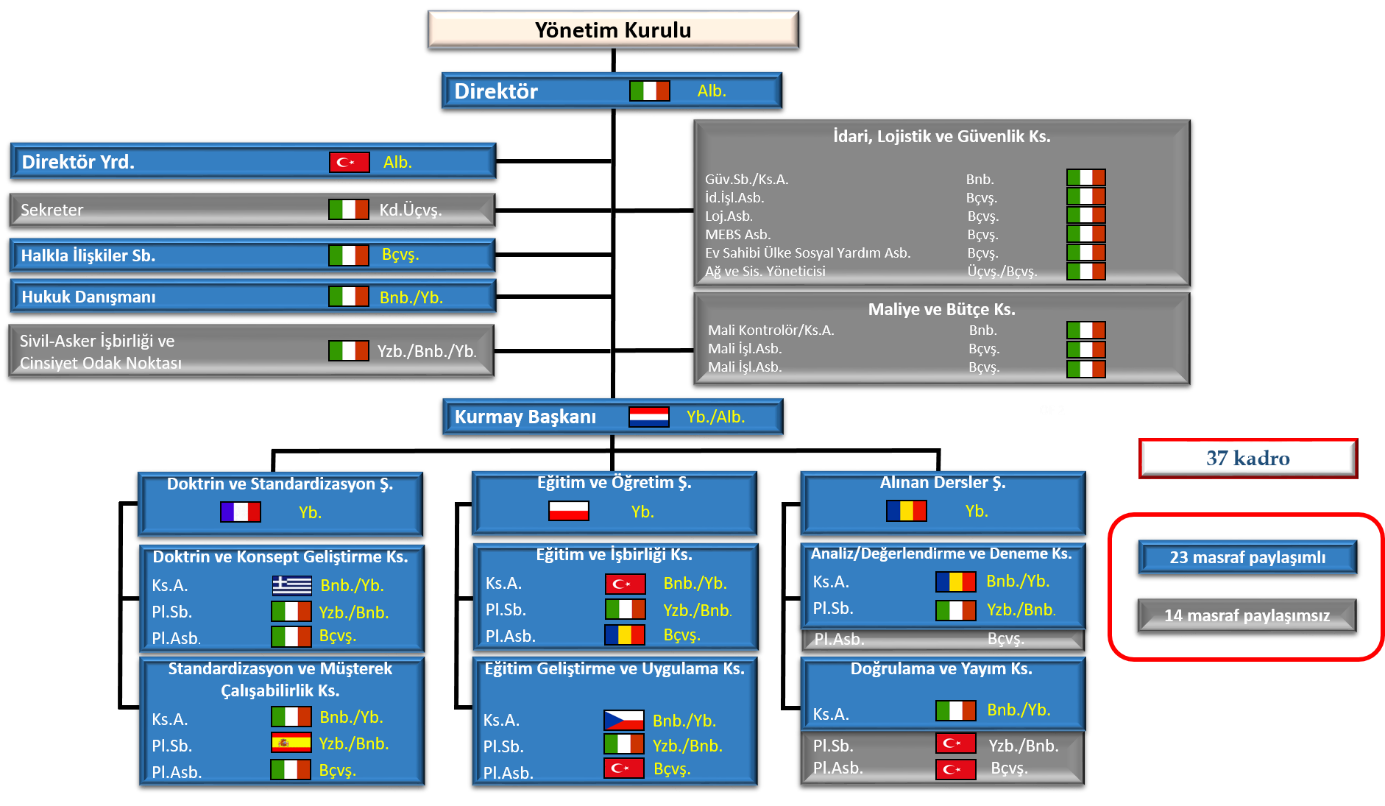 Yönetim Kurulu
Direktör Alb.
Direktör Yrd. Alb.
Sekreter Kd.Üçvş.
Halkla İlişkiler Sb. Bçvş.
Hukuk Danışmanı Bnb./Yb.
Sivil-Asker İşbirliği ve
Cinsiyet Odak Noktası Yzb./Bnb./Yb.
İdari, Lojistik ve Güvenlik Ks.
Güv.Sb./Ks.A. Bnb.
İd.İşl.Asb. Bçvş.
Loj.Asb. Bçvş.
MEBS Asb. Bçvş.
Ev Sahibi Ülke Sosyal Yardım Asb. Bçvş.
Ağ ve Sis. Yöneticisi Üçvş./Bçvş.
Maliye ve Bütçe Ks.
Mali Kontrolör/Ks.A. Bnb.
Mali İşl.Asb. Bçvş.
Mali İşl.Asb. Bçvş.
Kurmay Başkanı Yb./Alb.
Doktrin ve Standardizasyon Ş.
Yb.
Doktrin ve Konsept Geliştirme Ks.
Ks.A. Bnb./Yb.
Pl.Sb. Yzb./Bnb.
Pl.Asb. Bçvş.
Standardizasyon ve Müşterek
Çalışabilirlik Ks.
Ks.A. Bnb./Yb.
Pl.Sb. Yzb./Bnb.
Pl.Asb. Bçvş.
Eğitim ve Öğretim Ş.
Yb.
Eğitim ve İşbirliği Ks.
Ks.A. Bnb./Yb.
Pl.Sb. Yzb./Bnb.
Pl.Asb. Bçvş.
Eğitim Geliştirme ve Uygulama Ks.
Ks.A. Bnb./Yb.
Pl.Sb. Yzb./Bnb.
Pl.Asb. Bçvş.
Alınan Dersler Ş.
Yb.
Analiz/Değerlendirme ve Deneme Ks.
Ks.A. Bnb./Yb.
Pl.Sb. Yzb./Bnb.
Pl.Asb. Bçvş.
Doğrulama ve Yayım Ks.
Ks.A. Bnb./Yb.
Pl.Sb. Yzb./Bnb.
Pl.Asb. Bçvş.
37 kadro
23 masraf paylaşımlı
14 masraf paylaşımsız